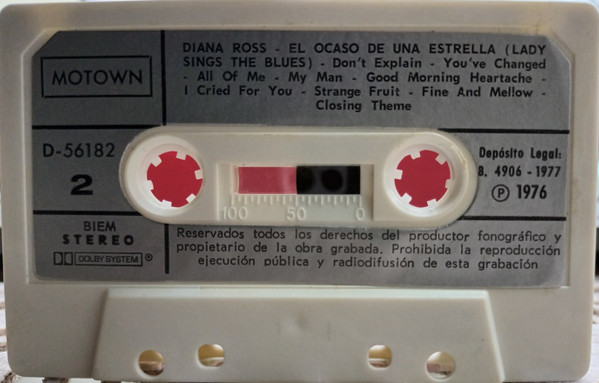 MOTOWN
DIANA ROSS - EL OCASO DE UNA ESTRELLA (LADY
SINGS THE BLUES) - Don't Explain - You've Changed
- All Of Me - My Man - Good Morning Heartache -
I Cried For You - Strange Fruit - Fine And Mellow -
Closing Theme
D-56182
2
Depósito Legal:
B. 4906 - 1977
Ⓟ 1976
100 50 0
BIEM
STEREO
DOLBY SYSTEM ®
Reservados todos los derechos del productor fonográfico y
propietario de la obra grabada. Prohibida la reproducción
ejecución pública y radiodifusión de esta grabación